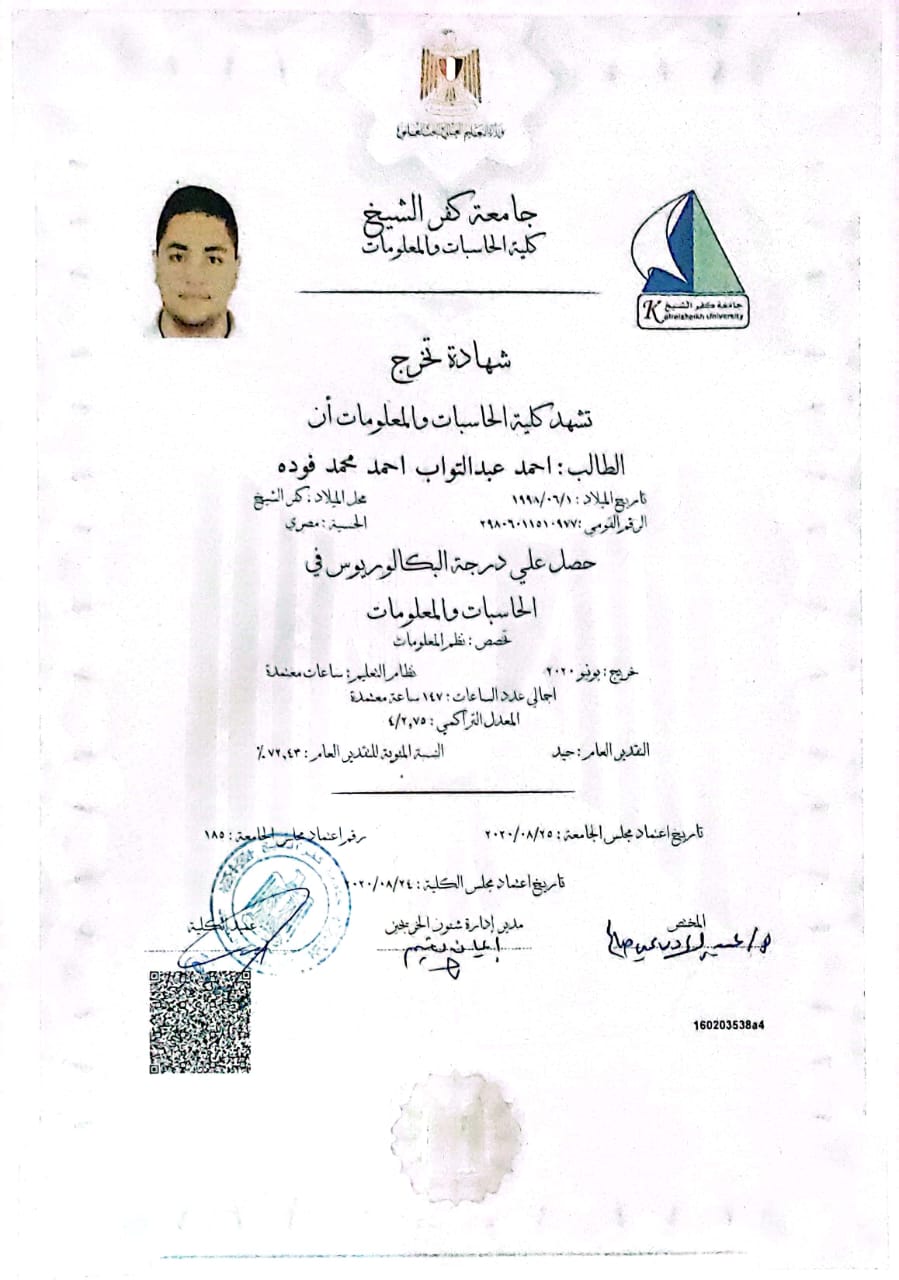 وزارة التعليم العالي والبحث العلمي
جامعة كفر الشيخ
كلية الحاسبات والمعلومات
جامعة كفر الشيخ
Kafrelsheikh University
شهادة تخرج
تشهد كلية الحاسبات والمعلومات أن
الطالب : احمد عبدالتواب احمد محمد فوده
تاريخ الميلاد : ١٩٩٨/٠٦/١ محل الميلاد : كفر الشيخ
الرقم القومي : ٢٩٨٠٦٠١١٥١٠٩٧٧ الجنسية : مصري
حصل علي درجة البكالوريوس في
الحاسبات والمعلومات
تخصص : نظم المعلومات
خريج : يونيو ٢٠٢٠ نظام التعليم : ساعات معتمدة
اجمالي عدد الساعات : ١٤٧ ساعة معتمدة
المعدل التراكمي : ٤/٢,٧٥
التقدير العام : جيد النسبة المئوية للتقدير العام : ٧٢,٤٣٪
تاريخ اعتماد مجلس الجامعة : ٢٠٢٠/٠٨/٢٥ رقم اعتماد مجلس الجامعة : ١٨٥
تاريخ اعتماد مجلس الكلية : ٢٠٢٠/٠٨/٢٤
المختص مدير إدارة شئون الخريجين عميد الكلية
160203538a4